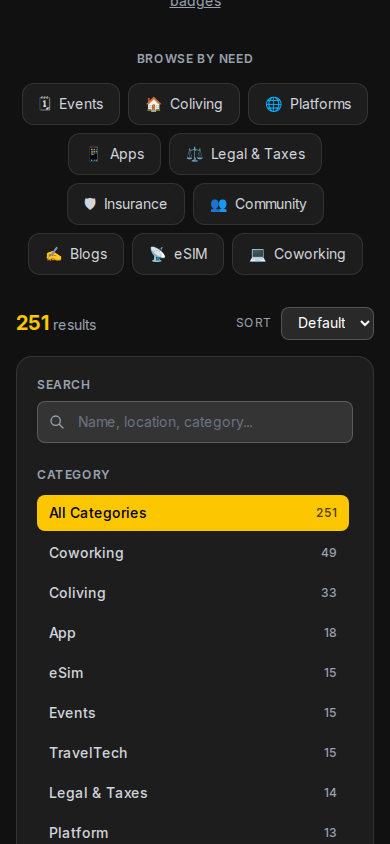 badges
BROWSE BY NEED
🗓 Events
🏠 Coliving
🌐 Platforms
📱 Apps
⚖️ Legal & Taxes
🛡 Insurance
👥 Community
✍️ Blogs
📡 eSIM
💻 Coworking
251 results
SORT
Default
SEARCH
Name, location, category...
CATEGORY
All Categories 251
Coworking 49
Coliving 33
App 18
eSim 15
Events 15
TravelTech 15
Legal & Taxes 14
Platform 13